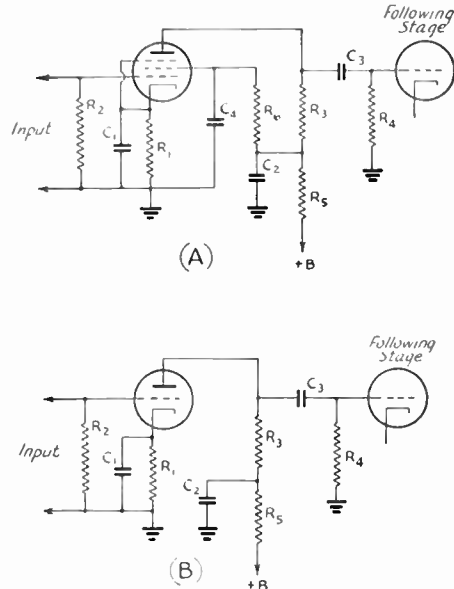 Following
Stage
C3
R2
Input
C1
R1
C4
R6
C2
R3
R4
R5
+B
(A)
Following
Stage
C3
R2
Input
C1
R1
R3
C2
R4
R5
+B
(B)